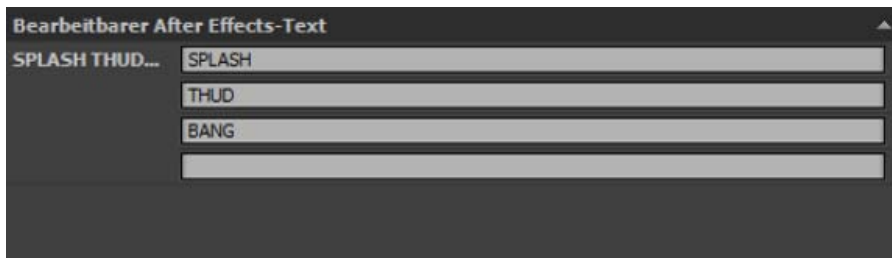 Bearbeitbarer After Effects-Text
SPLASH THUD... SPLASH
THUD
BANG